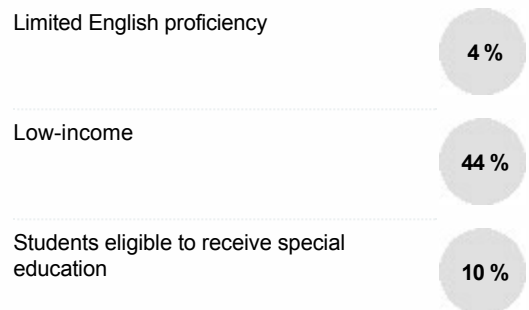 Limited English proficiency
4 %
Low-income
44 %
Students eligible to receive special
education
10 %